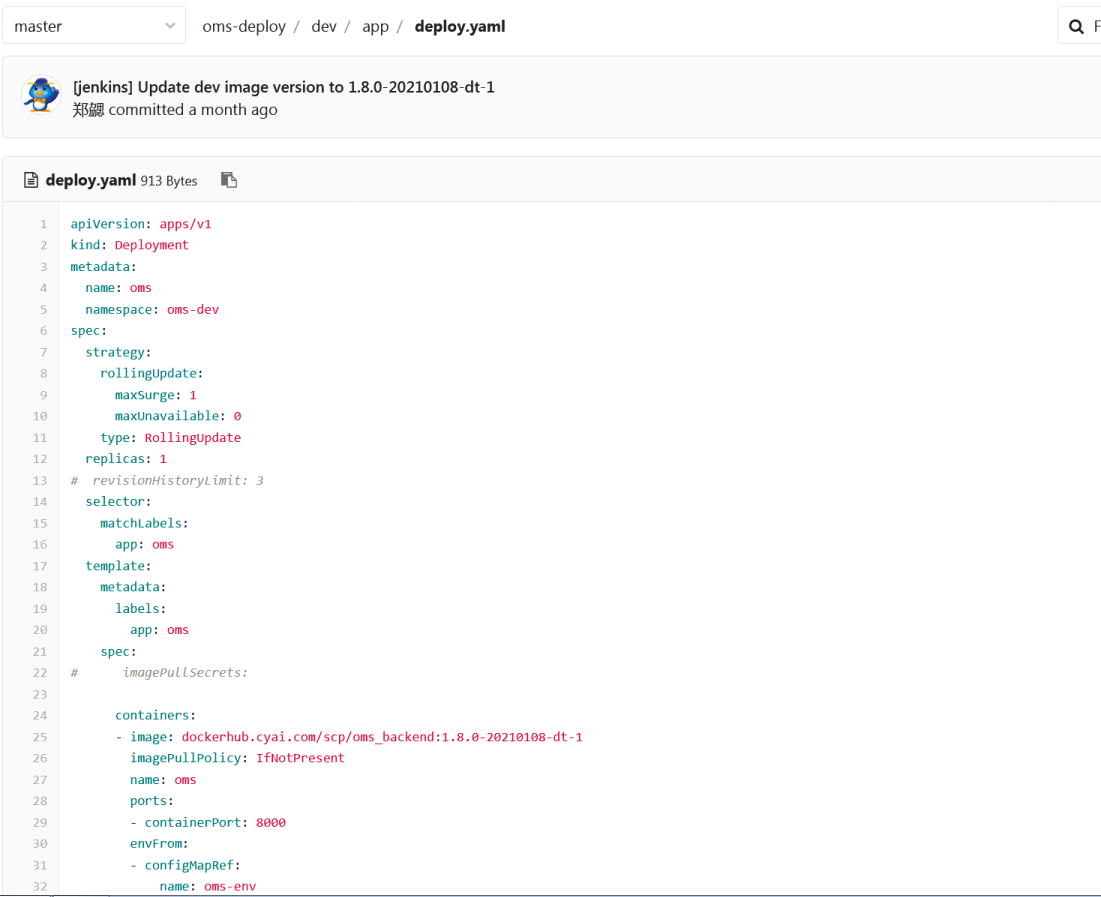 master oms-deploy / dev / app / deploy.yaml F
[jenkins] Update dev image version to 1.8.0-20210108-dt-1
郑勰 committed a month ago
deploy.yaml 913 Bytes
1 apiVersion: apps/v1
2 kind: Deployment
3 metadata:
4   name: oms
5   namespace: oms-dev
6 spec:
7   strategy:
8     rollingUpdate:
9       maxSurge: 1
10       maxUnavailable: 0
11     type: RollingUpdate
12   replicas: 1
13 #  revisionHistoryLimit: 3
14   selector:
15     matchLabels:
16       app: oms
17   template:
18     metadata:
19       labels:
20         app: oms
21     spec:
22 #      imagePullSecrets:
23
24       containers:
25       - image: dockerhub.cyai.com/scp/oms_backend:1.8.0-20210108-dt-1
26         imagePullPolicy: IfNotPresent
27         name: oms
28         ports:
29         - containerPort: 8000
30         envFrom:
31         - configMapRef:
32             name: oms-env